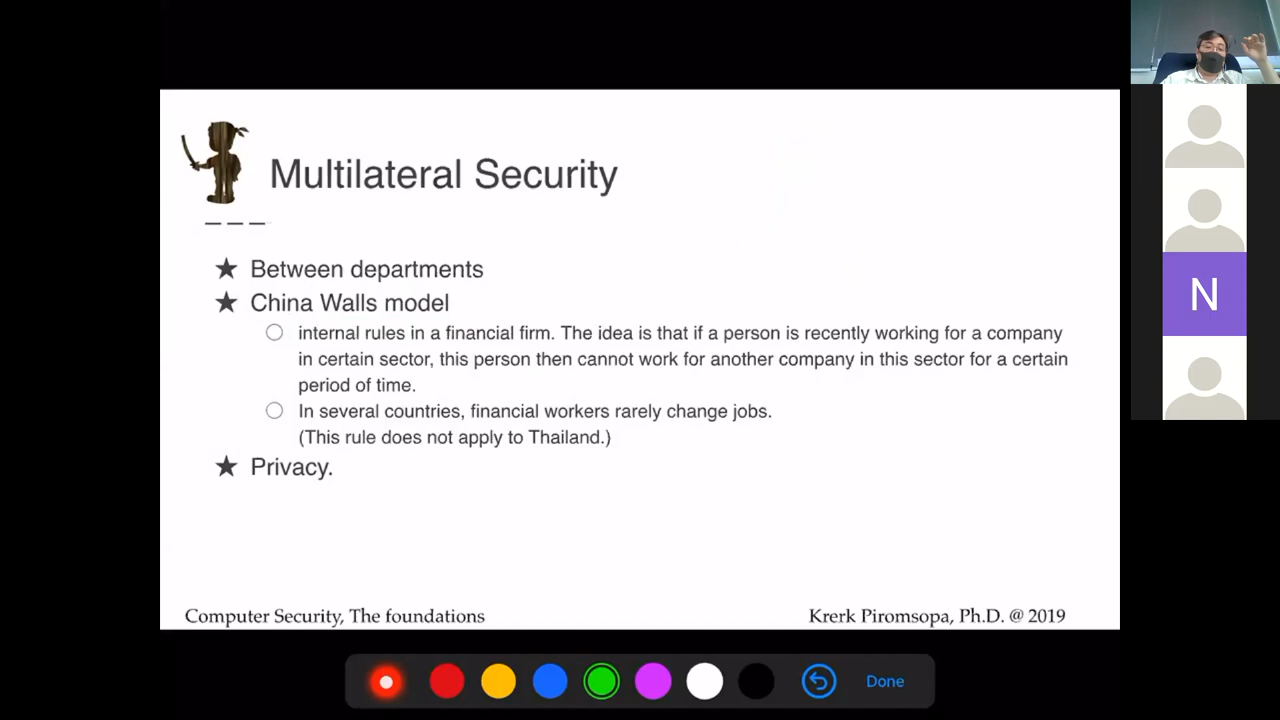 Multilateral Security
Between departments
China Walls model
internal rules in a financial firm. The idea is that if a person is recently working for a company
in certain sector, this person then cannot work for another company in this sector for a certain
period of time.
In several countries, financial workers rarely change jobs.
(This rule does not apply to Thailand.)
Privacy.
Computer Security, The foundations
Krerk Piromsopa, Ph.D. @ 2019
N
Done